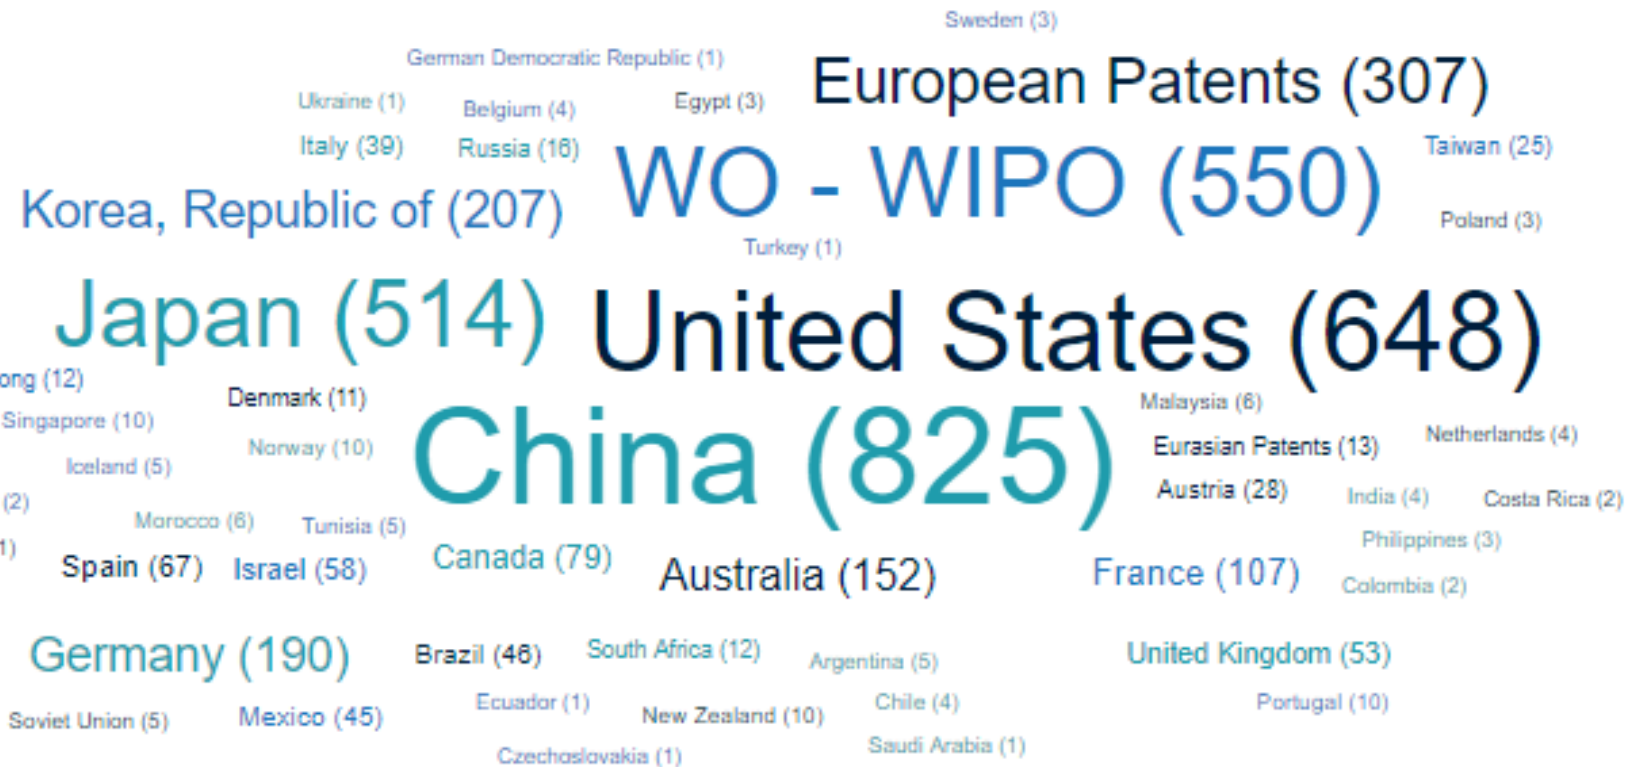 Sweden (3)
German Democratic Republic (1)
European Patents (307)
Ukraine (1)
Belgium (4)
Egypt (3)
Italy (39)
Russia (16)
WO - WIPO (550)
Taiwan (25)
Korea, Republic of (207)
Poland (3)
Turkey (1)
Japan (514)
United States (648)
ong (12)
Denmark (11)
China (825)
Malaysia (6)
Singapore (10)
Norway (10)
Eurasian Patents (13)
Netherlands (4)
Iceland (5)
Austria (28)
India (4)
Costa Rica (2)
(2)
Morocco (6)
Tunisia (5)
Philippines (3)
1)
Spain (67)
Israel (58)
Canada (79)
Australia (152)
France (107)
Colombia (2)
Germany (190)
Brazil (46)
South Africa (12)
Argentina (5)
United Kingdom (53)
Soviet Union (5)
Mexico (45)
Ecuador (1)
New Zealand (10)
Chile (4)
Portugal (10)
Czechoslovakia (1)
Saudi Arabia (1)